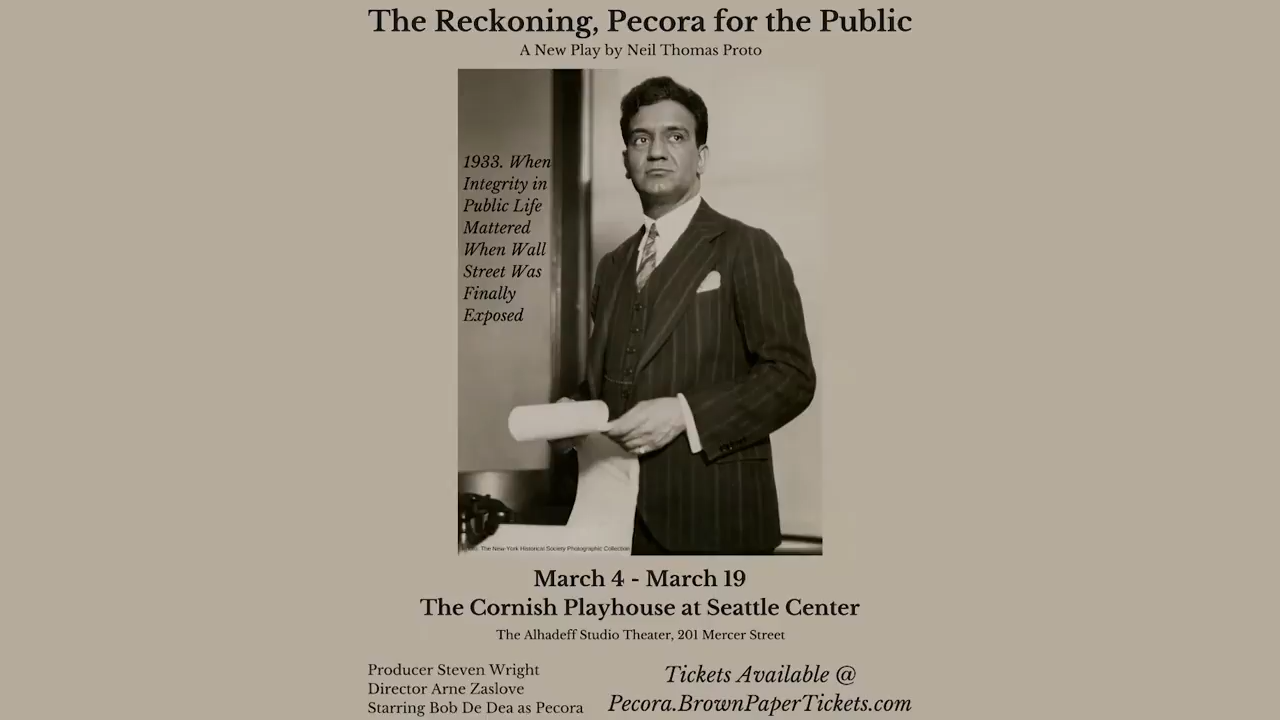 The Reckoning, Pecora for the Public
A New Play by Neil Thomas Proto
1933. When
Integrity in
Public Life
Mattered
When Wall
Street Was
Finally
Exposed
The New York Historical Society Photographic Collection
March 4 - March 19
The Cornish Playhouse at Seattle Center
The Alhadeff Studio Theater, 201 Mercer Street
Producer Steven Wright
Director Arne Zaslove
Starring Bob De Dea as Pecora
Tickets Available @
Pecora.BrownPaperTickets.com